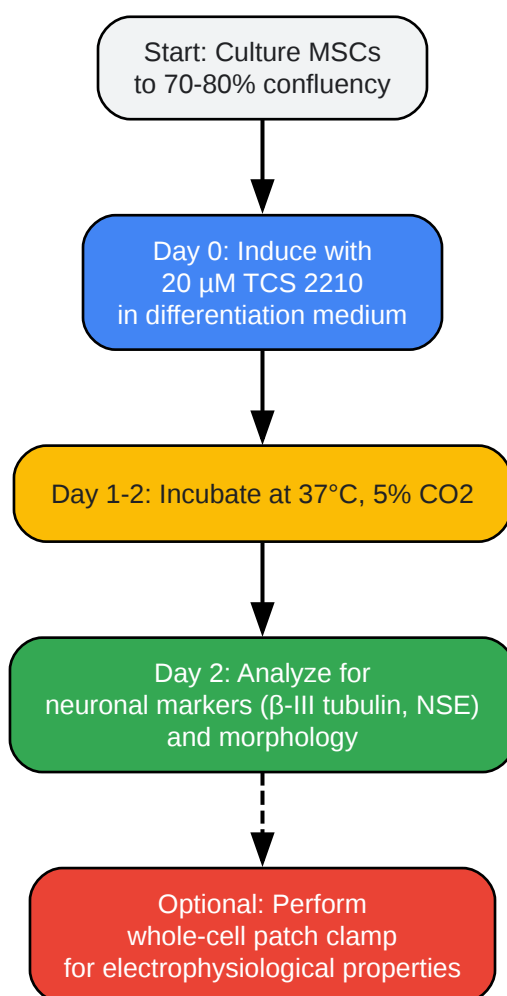 Start: Culture MSCs
to 70-80% confluency
Day 0: Induce with
20 µM TCS 2210
in differentiation medium
Day 1-2: Incubate at 37°C, 5% CO2
Day 2: Analyze for
neuronal markers (β-III tubulin, NSE)
and morphology
Optional: Perform
whole-cell patch clamp
for electrophysiological properties